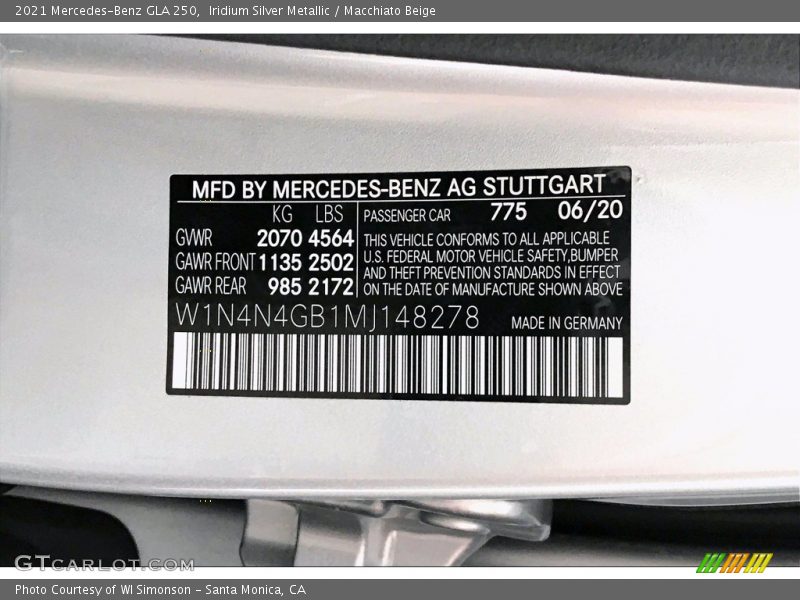 2021 Mercedes-Benz GLA 250, Iridium Silver Metallic / Macchiato Beige
MFD BY MERCEDES-BENZ AG STUTTGART
KG LBS PASSENGER CAR 775 06/20
GVWR 2070 4564
GAWR FRONT 1135 2502
GAWR REAR 985 2172
THIS VEHICLE CONFORMS TO ALL APPLICABLE
U.S. FEDERAL MOTOR VEHICLE SAFETY,BUMPER
AND THEFT PREVENTION STANDARDS IN EFFECT
ON THE DATE OF MANUFACTURE SHOWN ABOVE
W1N4N4GB1MJ148278 MADE IN GERMANY
GTCARLOT.COM
Photo Courtesy of WI Simonson - Santa Monica, CA